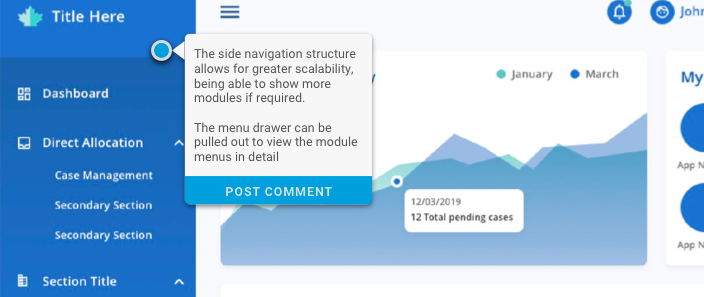 Title Here
John
The side navigation structure
allows for greater scalability,
being able to show more
modules if required.
The menu drawer can be
pulled out to view the module
menus in detail
POST COMMENT
January
March
My
Dashboard
Direct Allocation
Case Management
Secondary Section
Secondary Section
Section Title
12/03/2019
12 Total pending cases
App N
App N